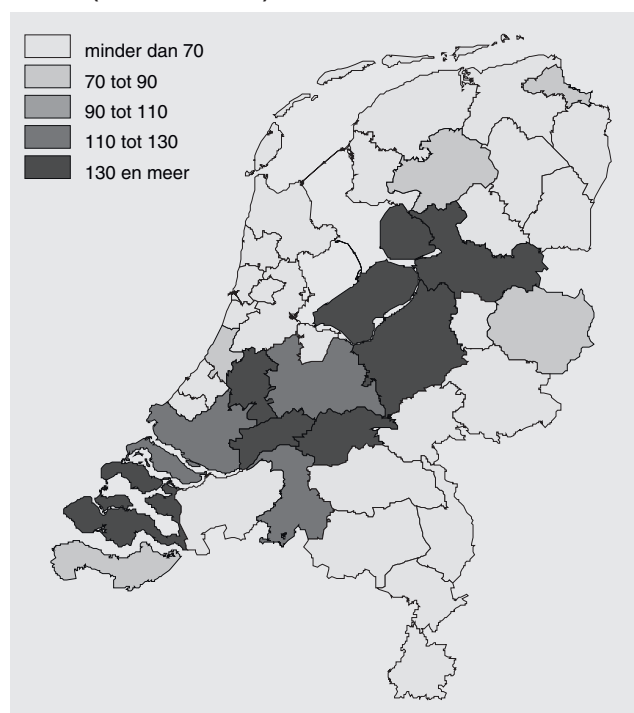 minder dan 70
70 tot 90
90 tot 110
110 tot 130
130 en meer